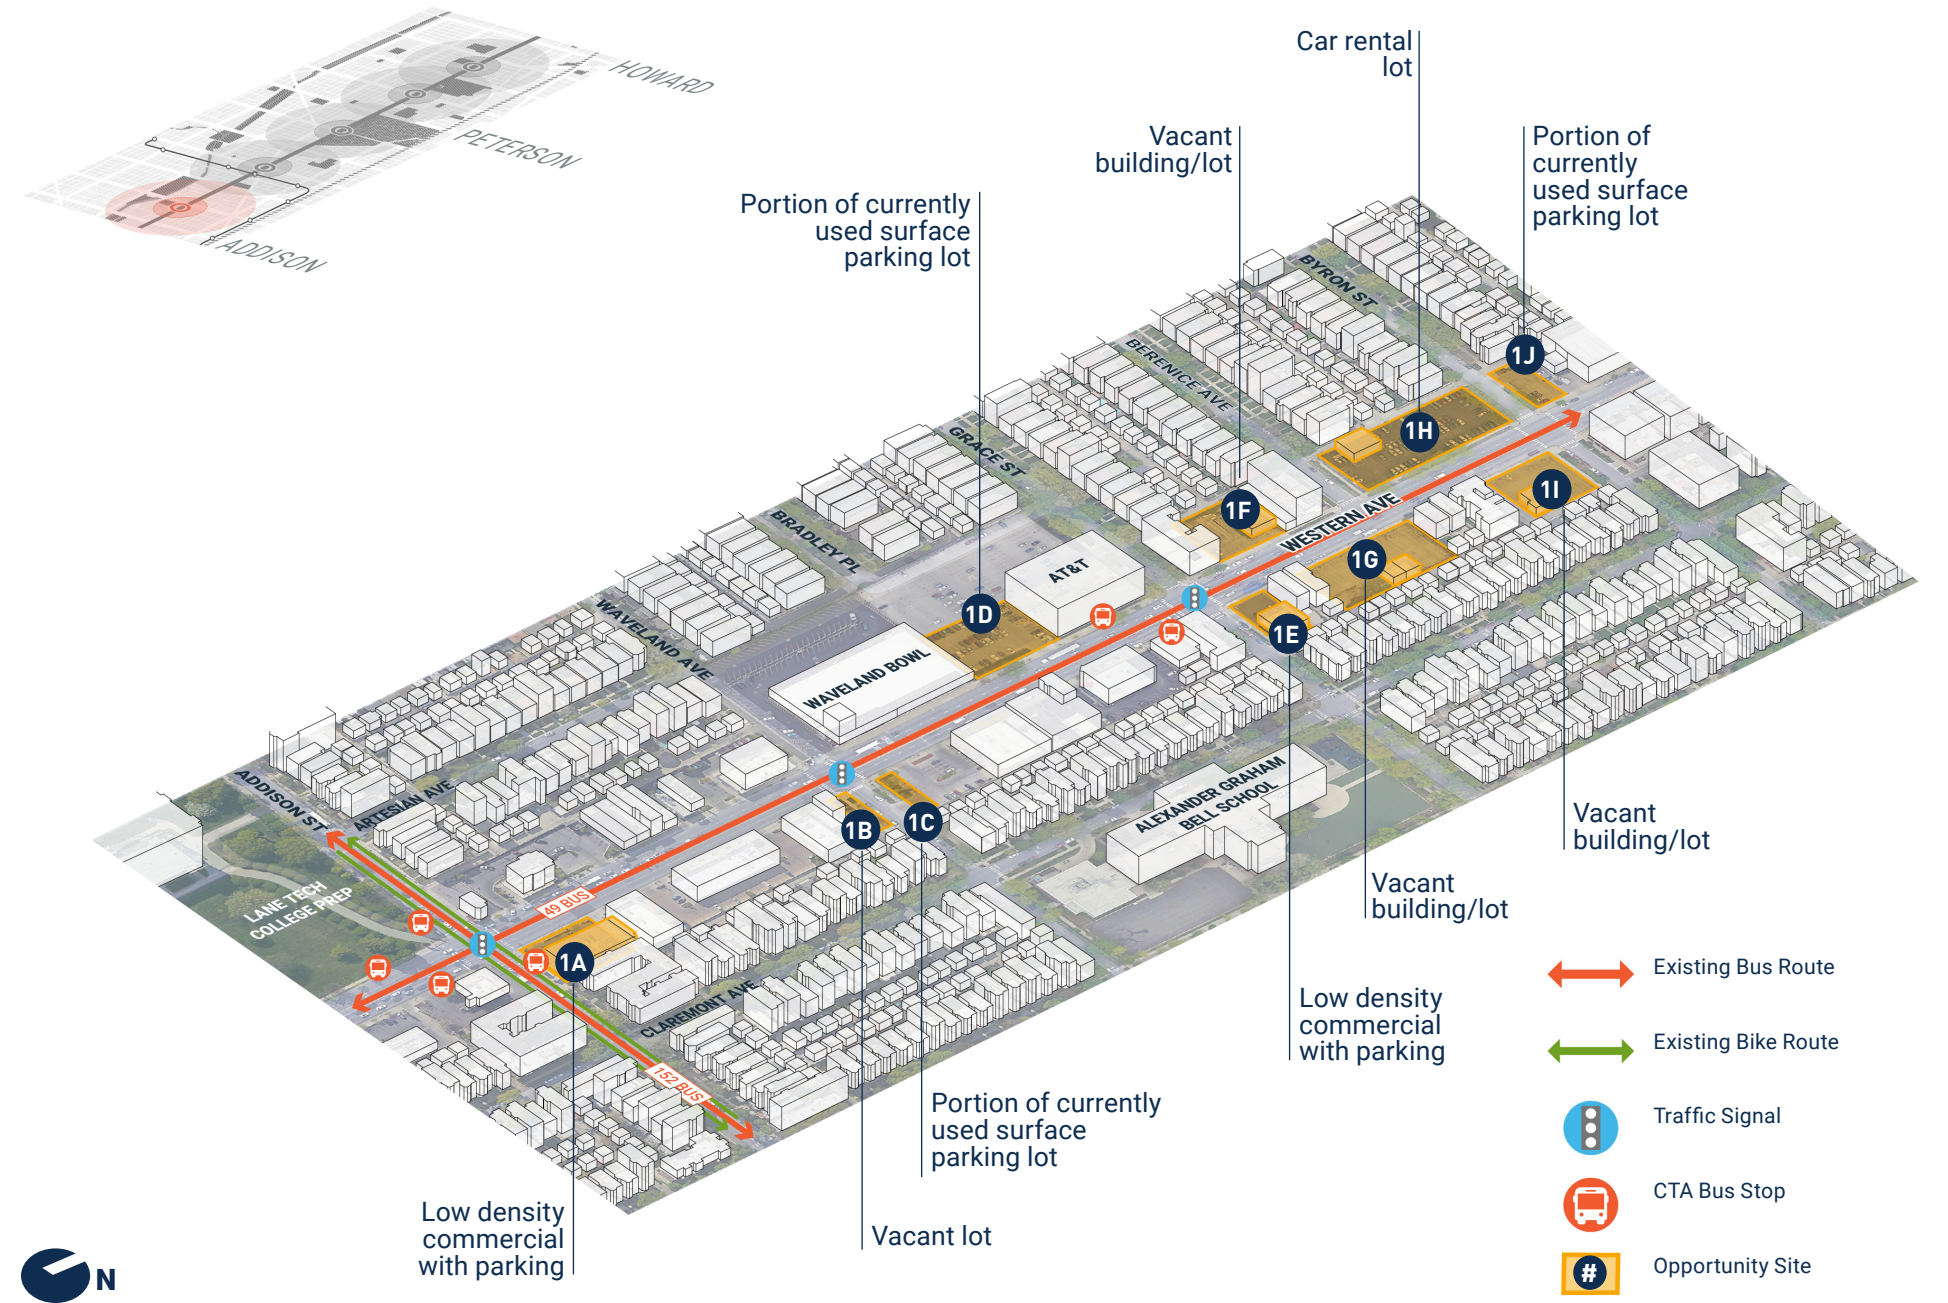 HOWARD
PETERSON
ADDISON
Car rental
lot
Vacant
building/lot
Portion of
currently
used surface
parking lot
Portion of currently
used surface
parking lot
BYRON ST
1J
BERENICE AVE
1H
GRACE ST
1F
1I
WESTERN AVE
BRADLEY PL
AT&T
1G
WAVELAND AVE
1D
1E
WAVELAND BOWL
ADDISON ST
ARTESIAN AVE
ALEXANDER GRAHAM
BELL SCHOOL
1B
1C
Vacant
building/lot
LANE TECH
COLLEGE PREP
49 BUS
Vacant
building/lot
1A
CLAREMONT AVE
Low density
commercial
with parking
152 BUS
Portion of currently
used surface
parking lot
Low density
commercial
with parking
Vacant lot
Existing Bus Route
Existing Bike Route
Traffic Signal
CTA Bus Stop
# Opportunity Site
N